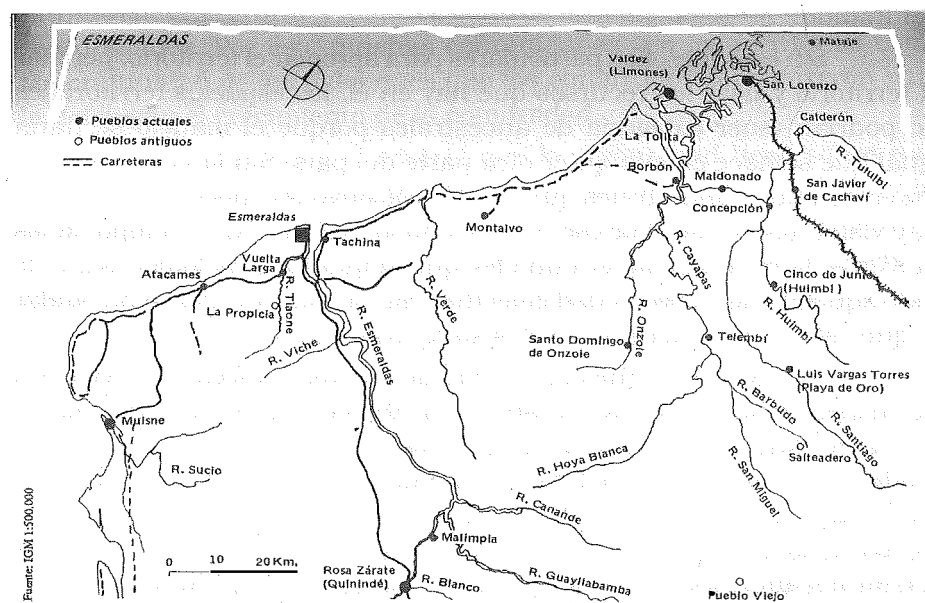 ESMERALDAS
Mataje
Valdez
(Limones)
San Lorenzo
Pueblos actuales
Pueblos antiguos
Carreteras
Calderón
La Tolita
R. Tululbí
Borbón
Maldonado
San Javier
de Cachaví
Concepción
Esmeraldas
Montalvo
Tachina
Vuelta
Larga
Atacames
R. Cayapas
Cinco de Junio
(Huimbí)
R. Tiaone
La Propicia
R. Verde
R. Onzole
R. Huimbí
R. Esmeraldas
R. Viche
Santo Domingo
de Onzole
Telembí
Luis Vargas Torres
(Playa de Oro)
R. Barbudo
Muisne
R. Santiago
Salteadero
R. Sucio
R. Hoya Blanca
R. San Miguel
R. Canande
Malimpia
Fuente: IGM 1:500.000
0 10 20 Km.
Rosa Zárate
(Quinindé)
R. Blanco
R. Guayllabamba
Pueblo Viejo